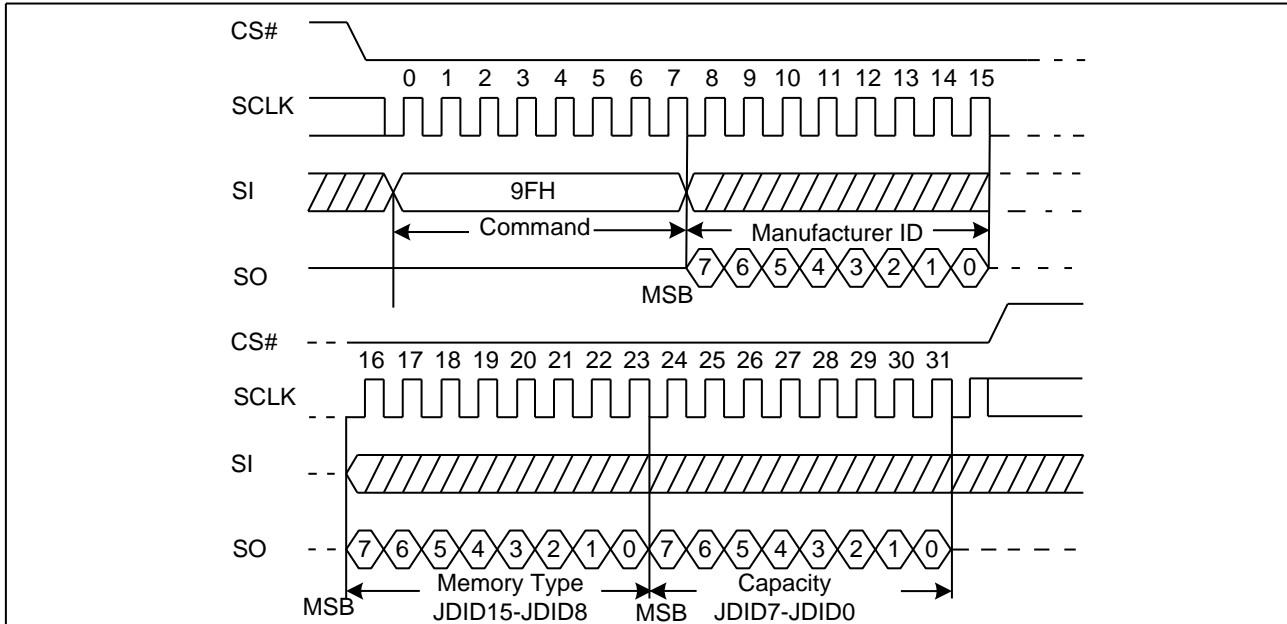 CS#
0 1 2 3 4 5 6 7 8 9 10 11 12 13 14 15
SCLK
SI 9FH
Command Manufacturer ID
SO 7 6 5 4 3 2 1 0
MSB
CS#
16 17 18 19 20 21 22 23 24 25 26 27 28 29 30 31
SCLK
SI
SO 7 6 5 4 3 2 1 0 7 6 5 4 3 2 1 0
Memory Type Capacity
MSB JDID15-JDID8 MSB JDID7-JDID0